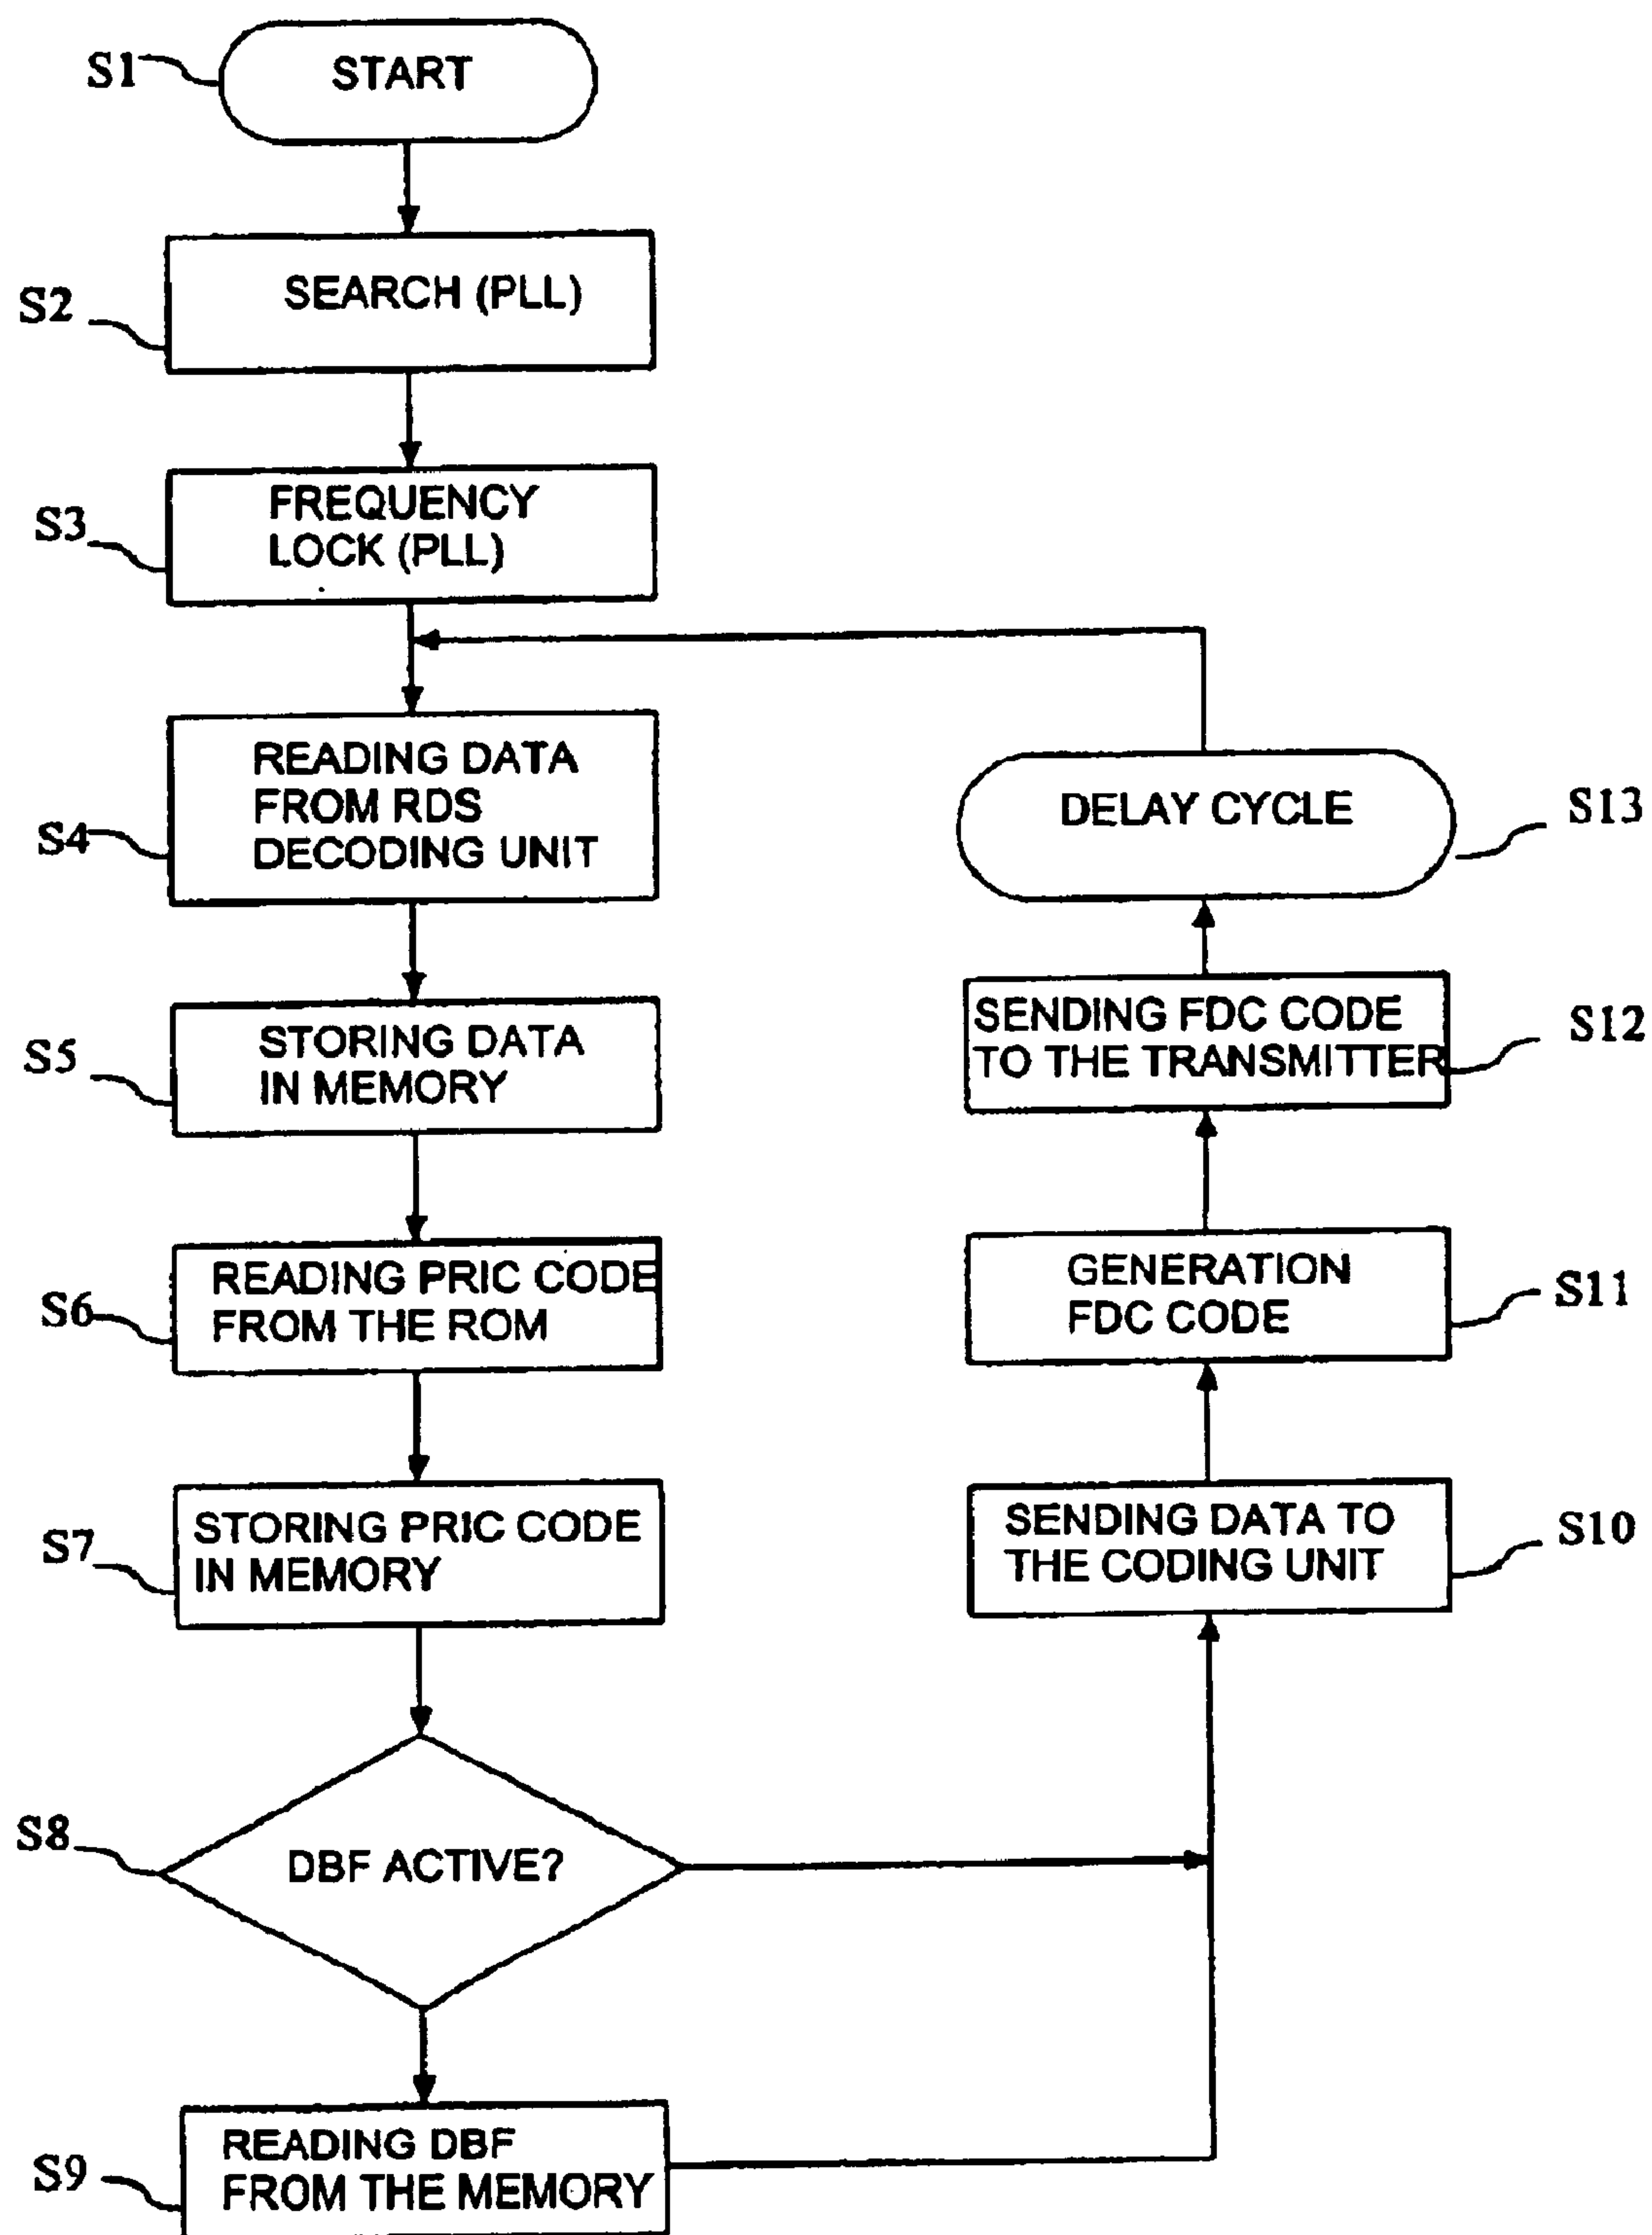 S1
START
S2
SEARCH (PLL)
S3
FREQUENCY
LOCK (PLL)
S4
READING DATA
FROM RDS
DECODING UNIT
S5
STORING DATA
IN MEMORY
S6
READING PRIC CODE
FROM THE ROM
S7
STORING PRIC CODE
IN MEMORY
S8
DBF ACTIVE?
S9
READING DBF
FROM THE MEMORY
SENDING DATA TO
THE CODING UNIT
S10
GENERATION
FDC CODE
S11
SENDING FDC CODE
TO THE TRANSMITTER
S12
DELAY CYCLE
S13